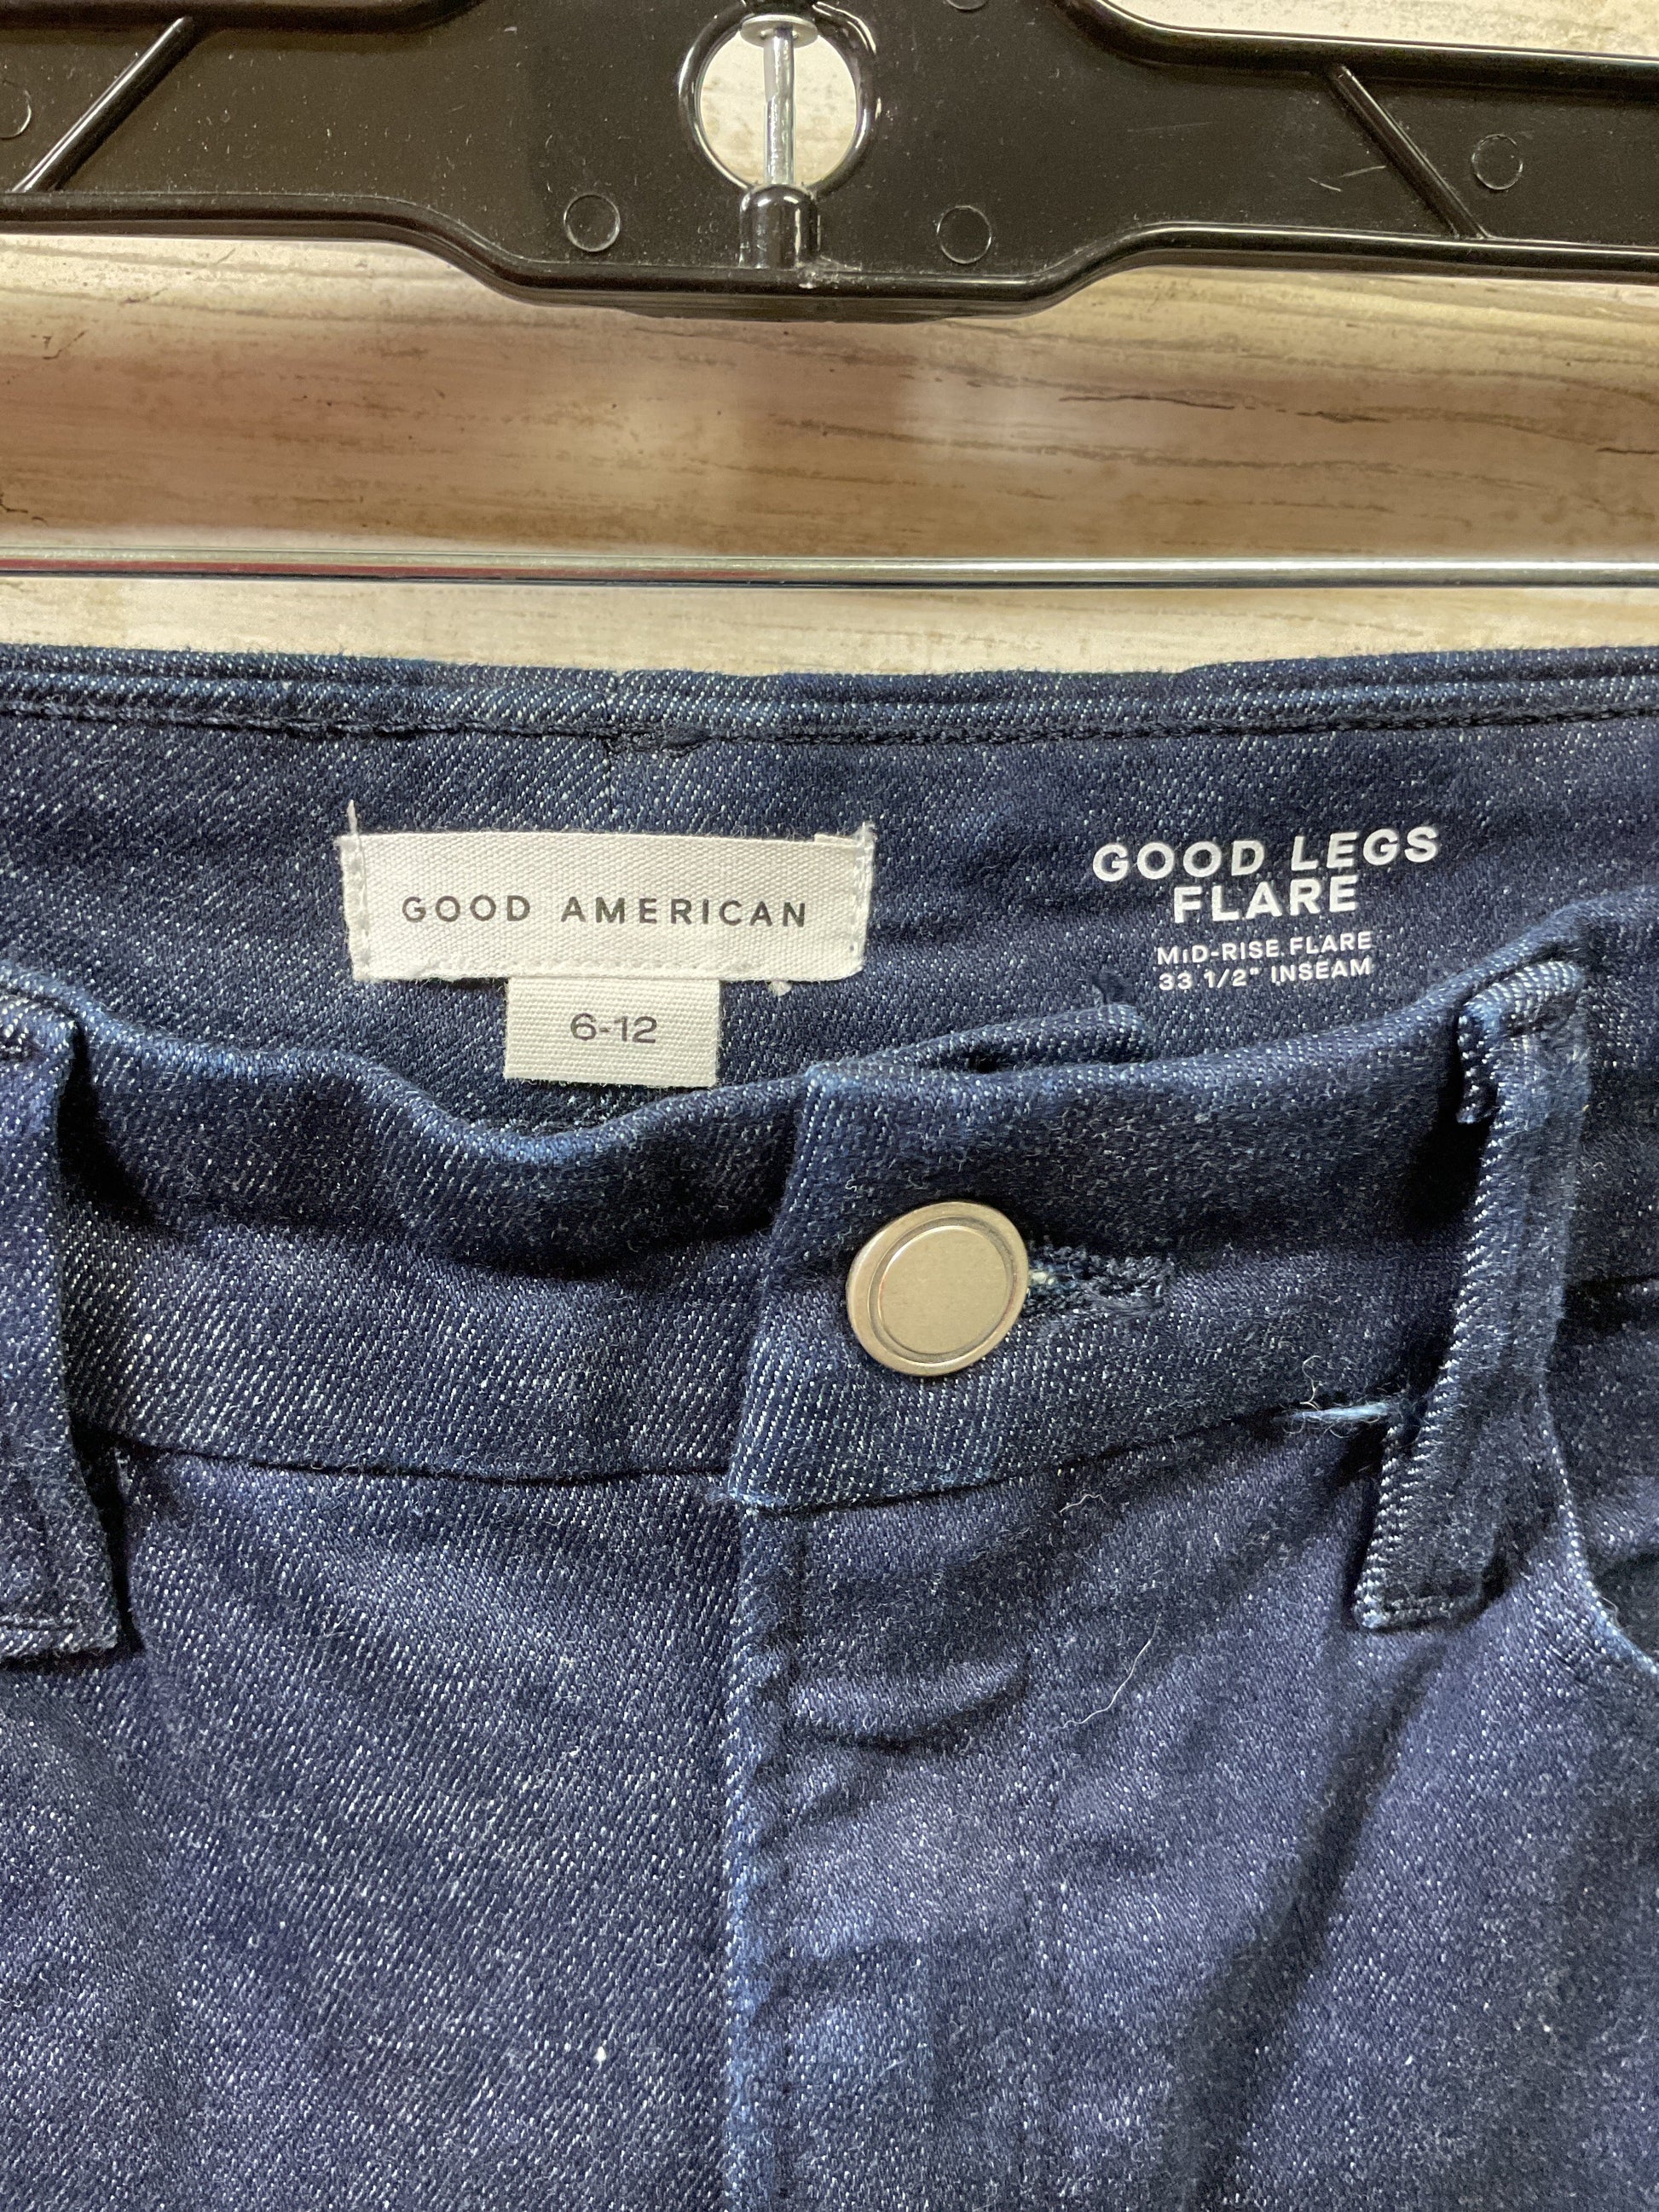 GOOD AMERICAN
6-12
GOOD LEGS
FLARE
MID-RISE FLARE
33 1/2" INSEAM